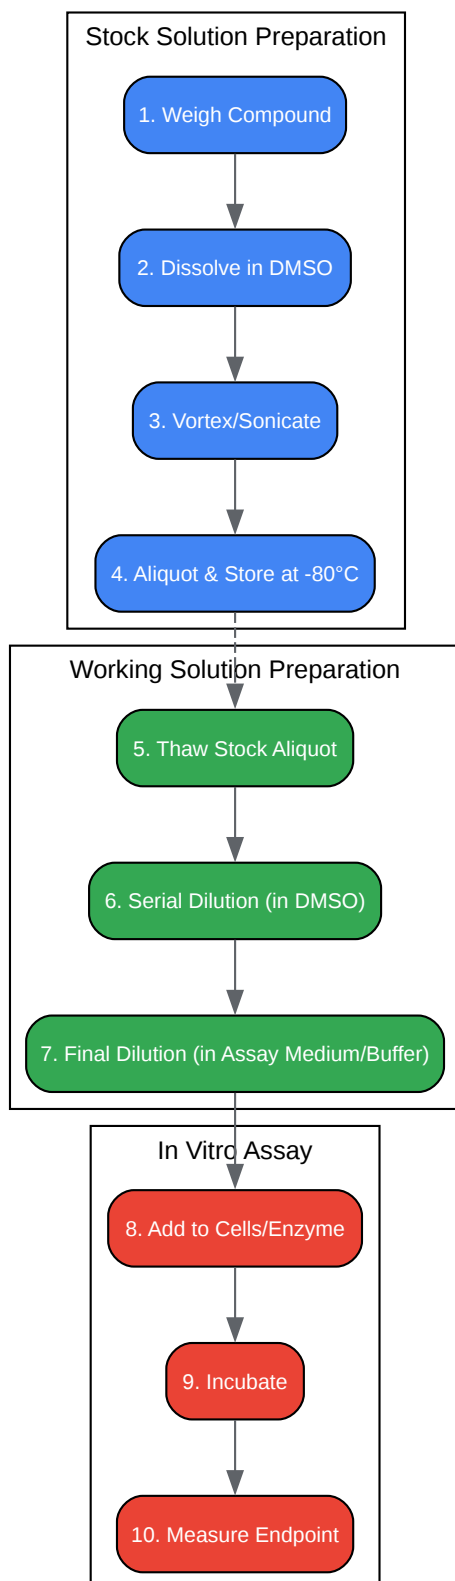 Stock Solution Preparation
1. Weigh Compound
2. Dissolve in DMSO
3. Vortex/Sonicate
4. Aliquot & Store at -80°C
Working Solution Preparation
5. Thaw Stock Aliquot
6. Serial Dilution (in DMSO)
7. Final Dilution (in Assay Medium/Buffer)
In Vitro Assay
8. Add to Cells/Enzyme
9. Incubate
10. Measure Endpoint